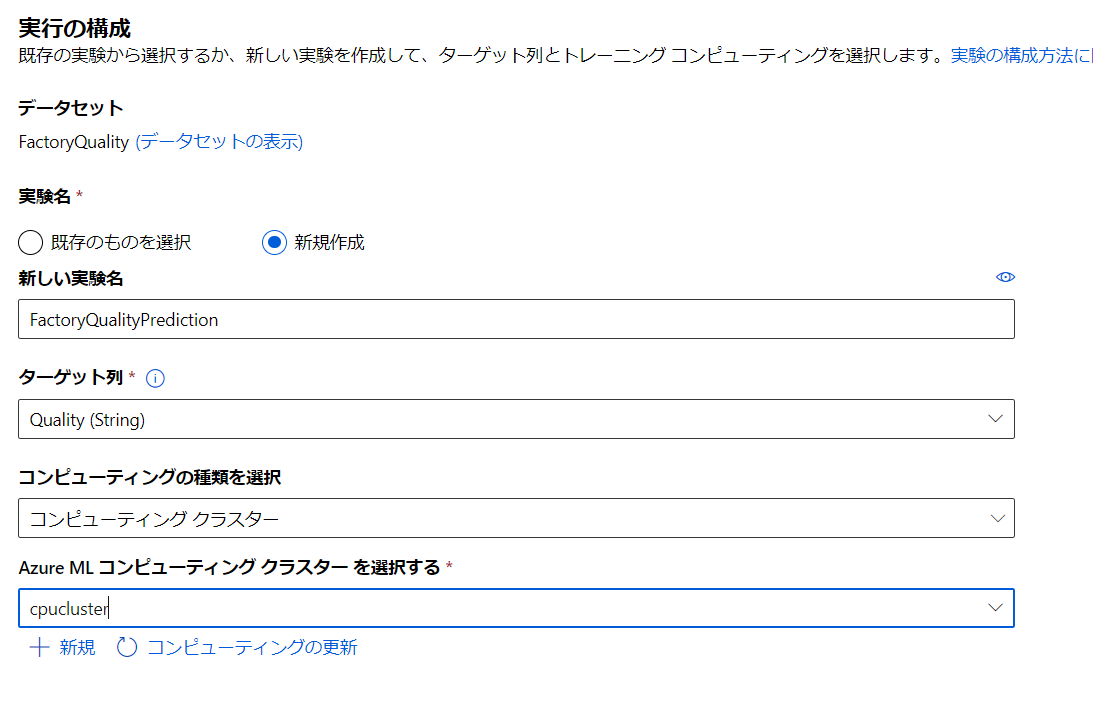 実行の構成
既存の実験から選択するか、新しい実験を作成して、ターゲット列とトレーニング コンピューティングを選択します。実験の構成方法に
データセット
FactoryQuality (データセットの表示)
実験名 *
既存のものを選択 新規作成
新しい実験名
FactoryQualityPrediction
ターゲット列 *
Quality (String)
コンピューティングの種類を選択
コンピューティング クラスター
Azure ML コンピューティング クラスター を選択する *
cpucluster
新規 コンピューティングの更新